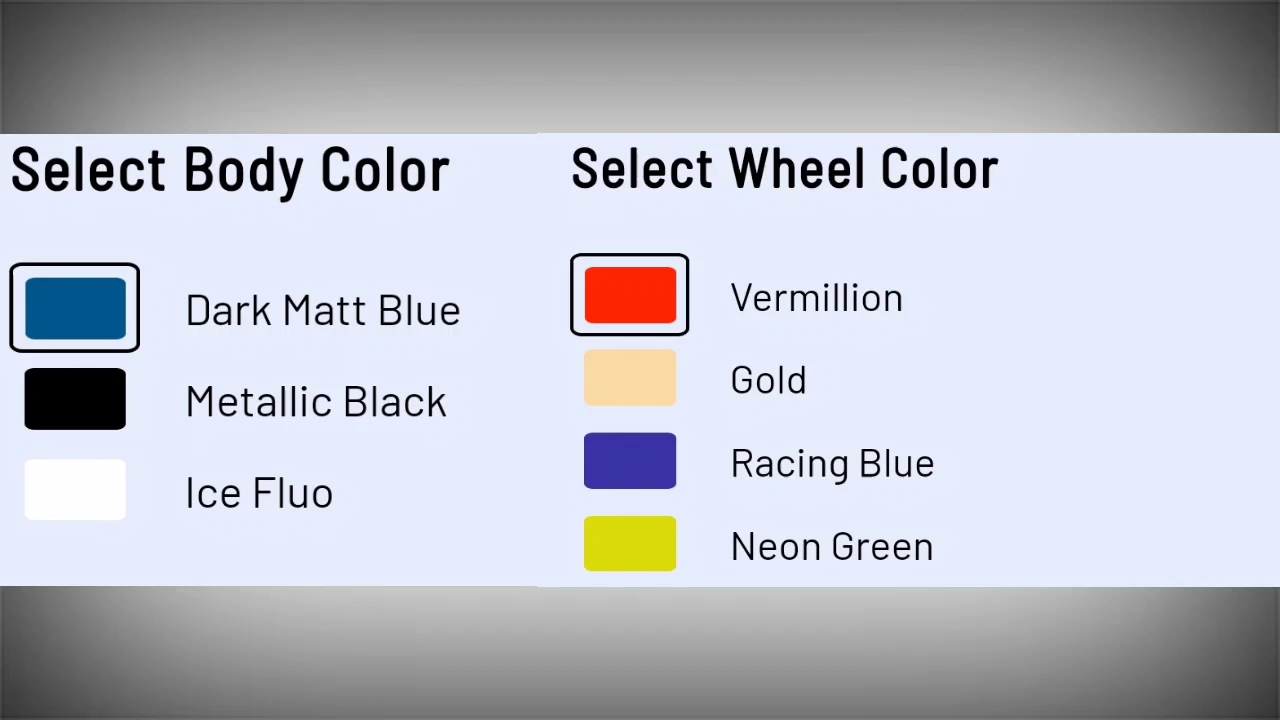 Select Body Color
Dark Matt Blue
Metallic Black
Ice Fluo
Select Wheel Color
Vermillion
Gold
Racing Blue
Neon Green